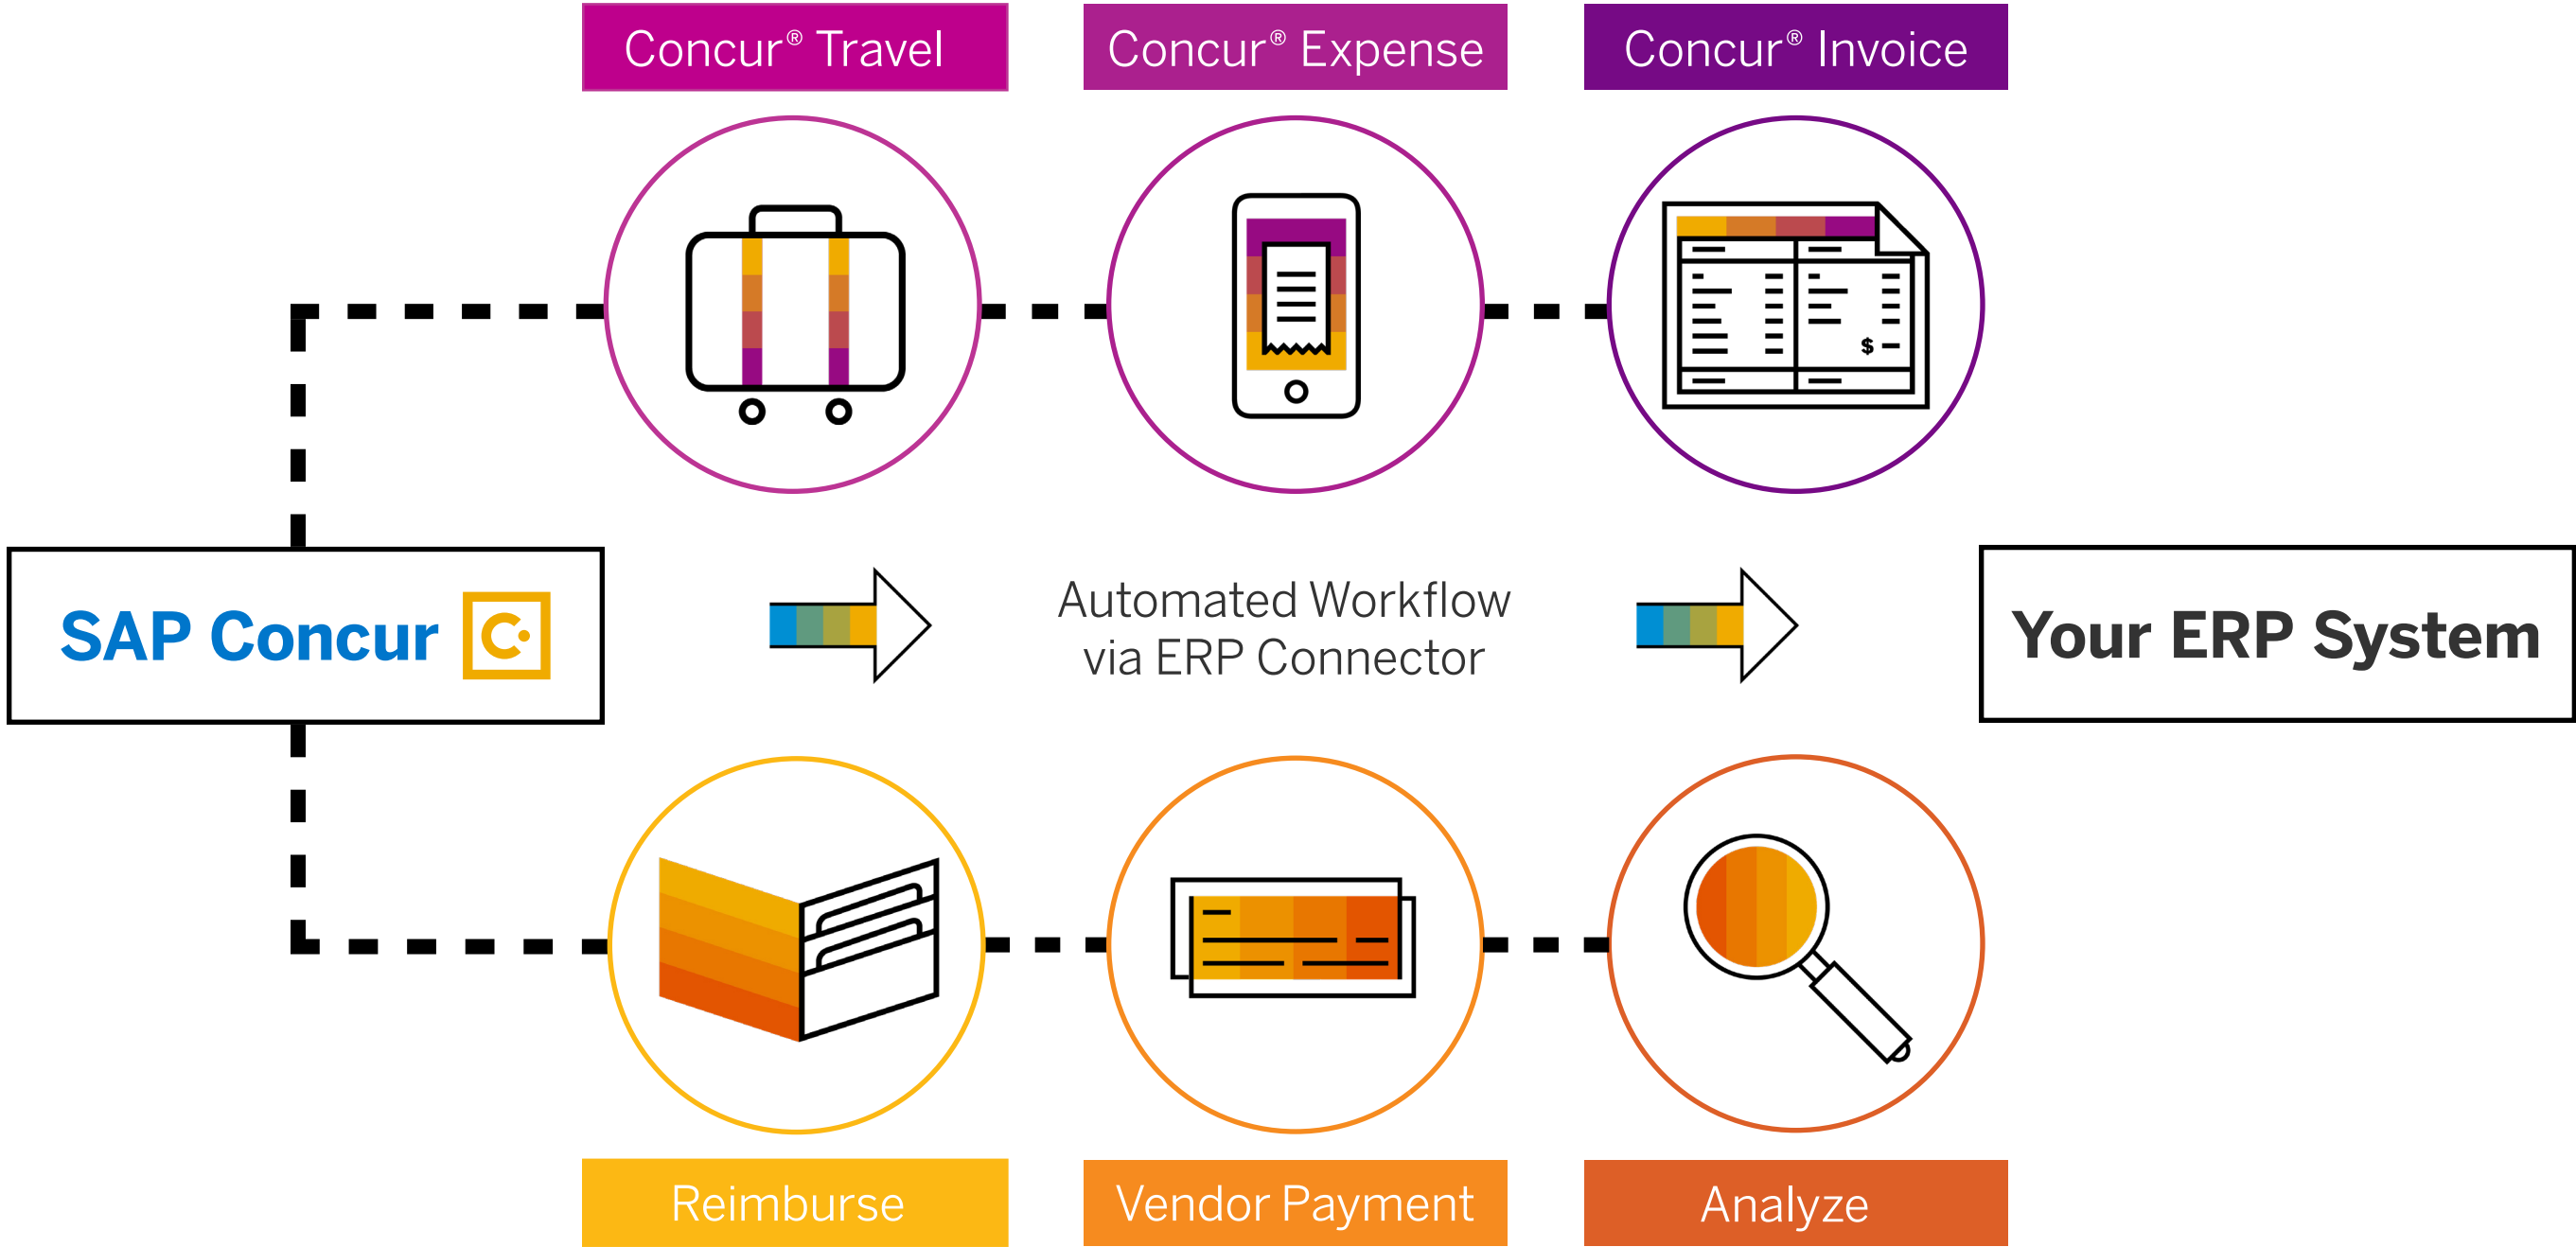 Concur® Travel
Concur® Expense
Concur® Invoice
$
SAP Concur
Automated Workflow
via ERP Connector
Your ERP System
Reimburse
Vendor Payment
Analyze